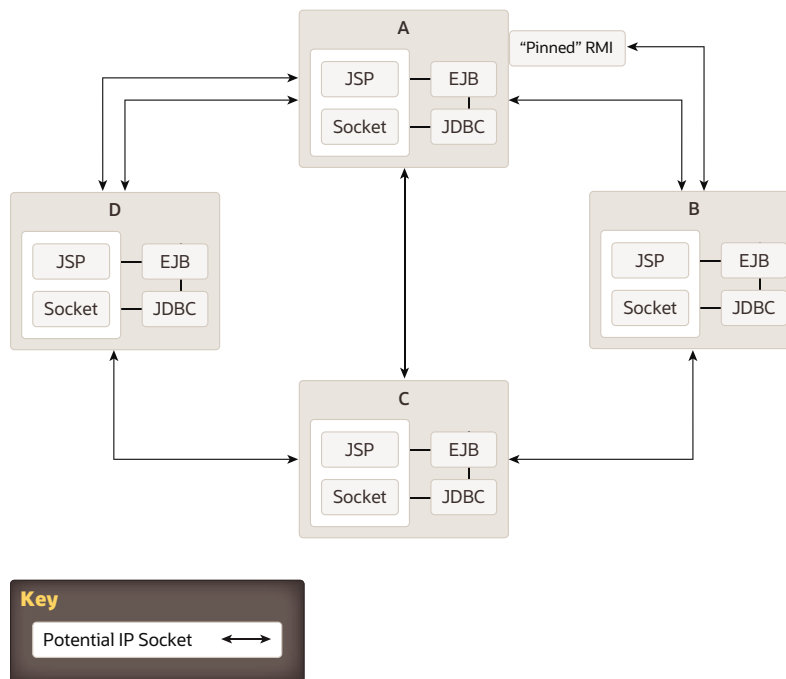 A
"Pinned" RMI
JSP
EJB
Socket
JDBC
D
JSP
EJB
Socket
JDBC
B
JSP
EJB
Socket
JDBC
C
JSP
EJB
Socket
JDBC
Key
Potential IP Socket